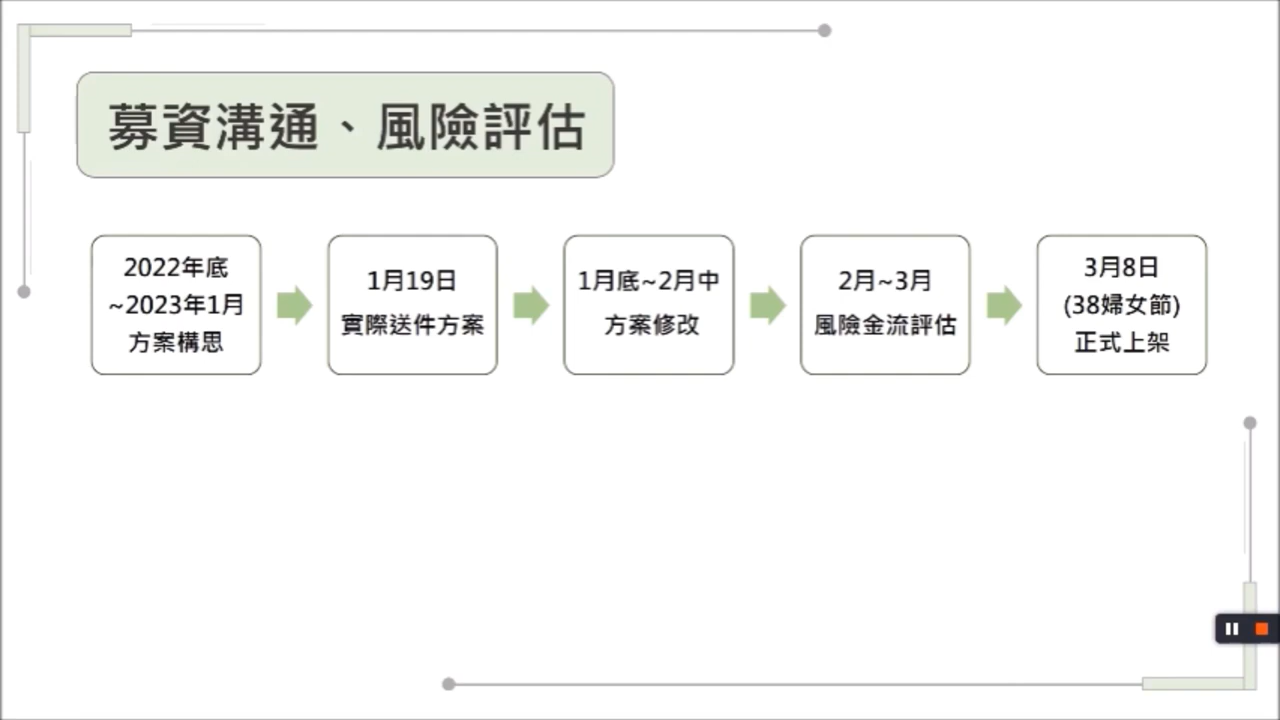 募資溝通、風險評估
2022年底
~2023年1月
方案構思
1月19日
實際送件方案
1月底~2月中
方案修改
2月~3月
風險金流評估
3月8日
(38婦女節)
正式上架